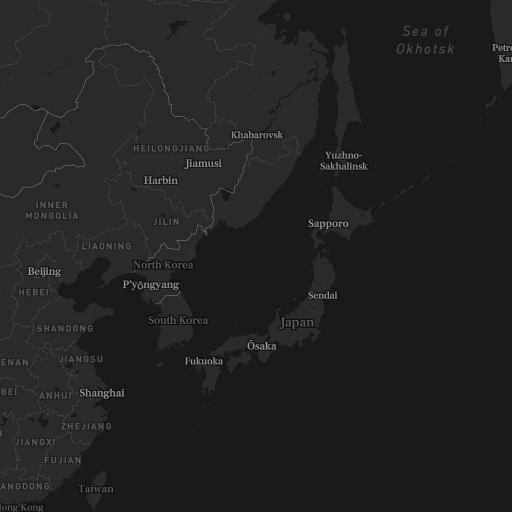 Sea of
Okhotsk
Petro
Kar
Khabarovsk
HEILONGJIANG
Jiamusi
Yuzhno-
Sakhalinsk
Harbin
INNER
MONGOLIA
JILIN
Sapporo
LIAONING
North Korea
Beijing
P'yŏngyang
HEBEI
Sendai
South Korea
Japan
SHANDONG
Ōsaka
ENAN
JIANGSU
Fukuoka
BEI
ANHUI
Shanghai
ZHEJIANG
JIANGXI
FUJIAN
ANGDONG
Taiwan
Hong Kong